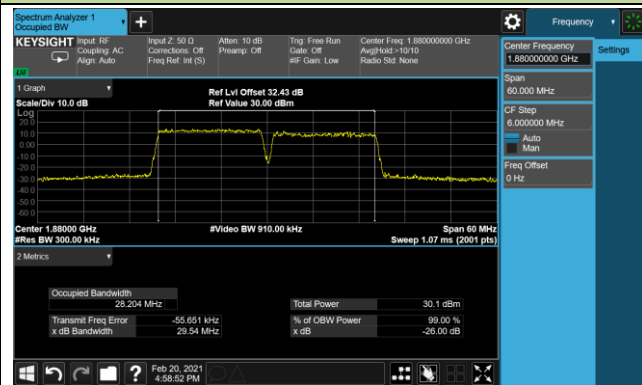 Spectrum Analyzer 1
Occupied BW
Frequency
KEYSIGHT
Input: RF
Coupling: AC
Align: Auto
Input Z: 50 Ω
Corrections: Off
Freq Ref: Int (S)
Atten: 10 dB
Preamp: Off
Trig: Free Run
Gate: Off
#IF Gain: Low
Center Freq: 1.880000000 GHz
Avg|Hold:>10/10
Radio Std: None
Center Frequency
1.880000000 GHz
Settings
Span
60.000 MHz
CF Step
6.000000 MHz
Auto
Man
Freq Offset
0 Hz
1 Graph
Scale/Div 10.0 dB
Ref Lvl Offset 32.43 dB
Ref Value 30.00 dBm
Log
20.0
10.0
0.00
-10.0
-20.0
-30.0
-40.0
-50.0
-60.0
Center 1.88000 GHz
#Res BW 300.00 kHz
#Video BW 910.00 kHz
Span 60 MHz
Sweep 1.07 ms (2001 pts)
2 Metrics
Occupied Bandwidth
28.204 MHz
Total Power 30.1 dBm
Transmit Freq Error -55.651 kHz
% of OBW Power 99.00 %
x dB Bandwidth 29.54 MHz
x dB -26.00 dB
?
Feb 20, 2021
4:58:52 PM